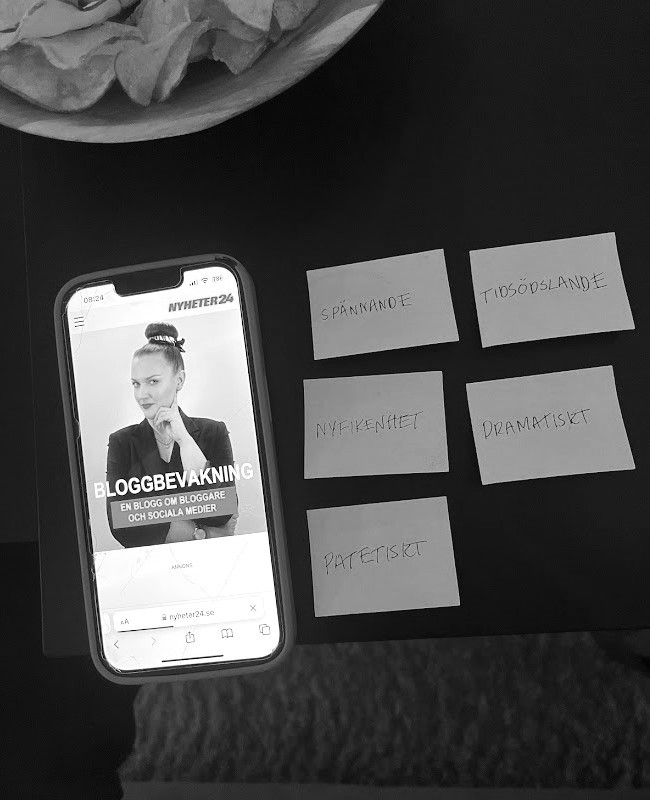 08:24
NYHETER24
BLOGGBEVAKNING
EN BLOGG OM BLOGGARE
OCH SOCIALA MEDIER
ANNONS
AA nyheter24.se
SPÄNNANDE
TIDSÖDSLANDE
NYFIKENHET
DRAMATISKT
PATETISKT